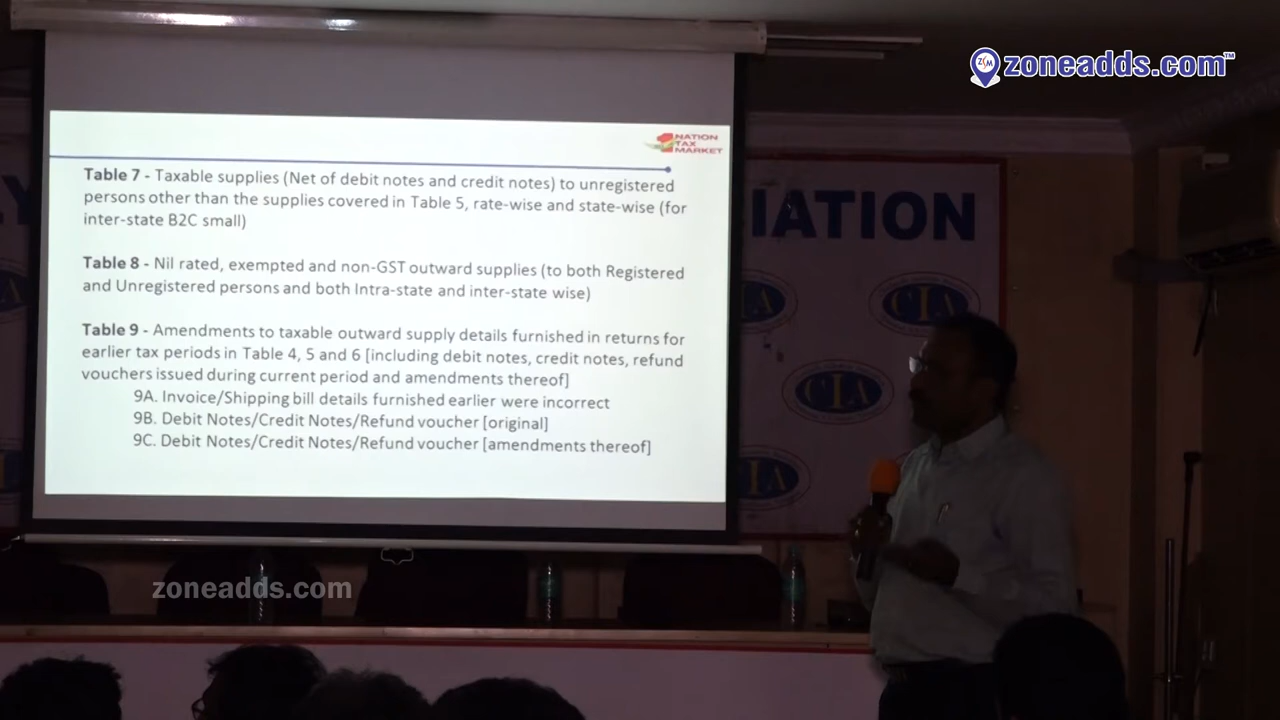 zoneadds.com™
1 NATION
TAX
MARKET
Table 7 - Taxable supplies (Net of debit notes and credit notes) to unregistered
persons other than the supplies covered in Table 5, rate-wise and state-wise (for
inter-state B2C small)
Table 8 - Nil rated, exempted and non-GST outward supplies (to both Registered
and Unregistered persons and both Intra-state and inter-state wise)
Table 9 - Amendments to taxable outward supply details furnished in returns for
earlier tax periods in Table 4, 5 and 6 [including debit notes, credit notes, refund
vouchers issued during current period and amendments thereof]
9A. Invoice/Shipping bill details furnished earlier were incorrect
9B. Debit Notes/Credit Notes/Refund voucher [original]
9C. Debit Notes/Credit Notes/Refund voucher [amendments thereof]
IATION
CIA
CIA
zoneadds.com